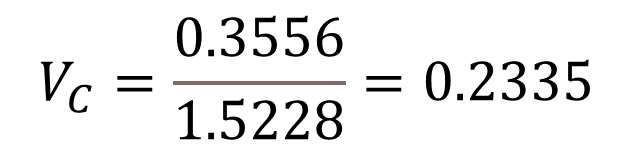 V_C = 0.3556 / 1.5228 = 0.2335